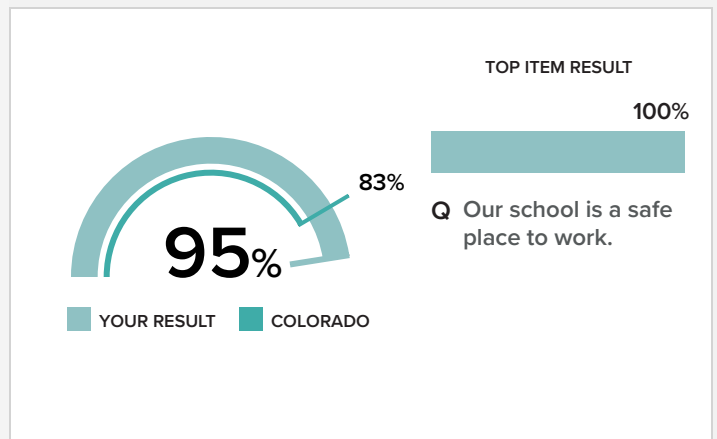 TOP ITEM RESULT
100%
Q Our school is a safe
place to work.
83%
95%
YOUR RESULT
COLORADO